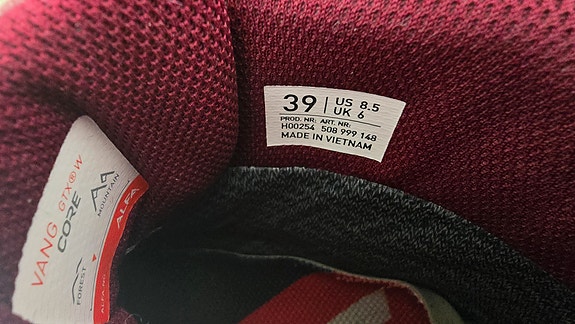 39 | US 8.5
UK 6
PROD. NR: ART. NR:
H00254 508 999 148
MADE IN VIETNAM
VANG GTX®W
CORE
MOUNTAIN
FOREST
ALFA